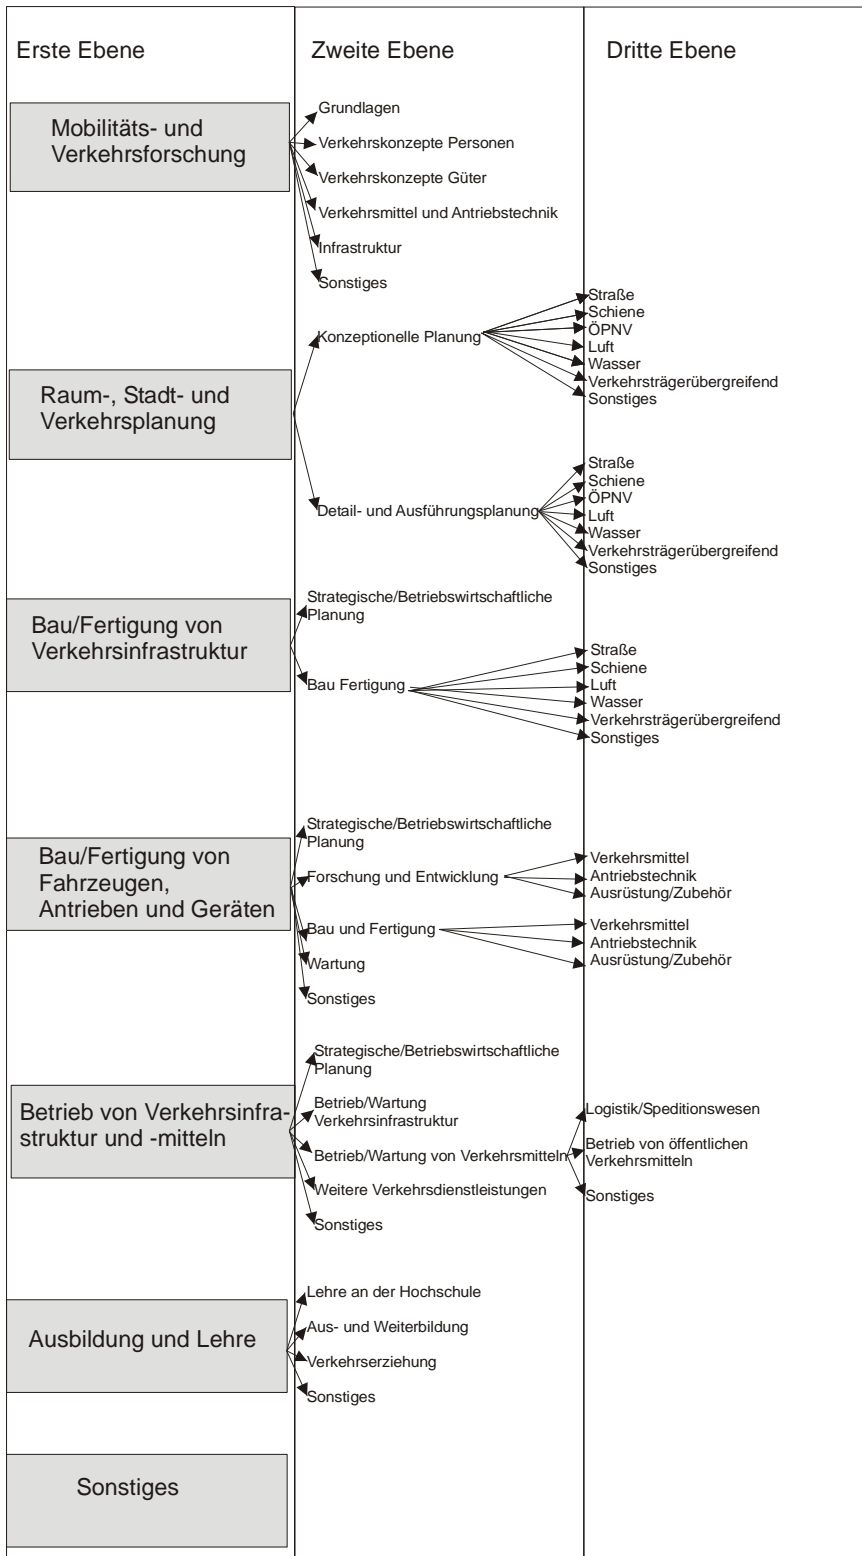 Erste Ebene
Zweite Ebene
Dritte Ebene
Mobilitäts- und
Verkehrsforschung
Grundlagen
Verkehrskonzepte Personen
Verkehrskonzepte Güter
Verkehrsmittel und Antriebstechnik
Infrastruktur
Sonstiges
Raum-, Stadt- und
Verkehrsplanung
Konzeptionelle Planung
Straße
Schiene
ÖPNV
Luft
Wasser
Verkehrsträgerübergreifend
Sonstiges
Detail- und Ausführungsplanung
Straße
Schiene
ÖPNV
Luft
Wasser
Verkehrsträgerübergreifend
Sonstiges
Bau/Fertigung von
Verkehrsinfrastruktur
Strategische/Betriebswirtschaftliche
Planung
Bau Fertigung
Straße
Schiene
Luft
Wasser
Verkehrsträgerübergreifend
Sonstiges
Bau/Fertigung von
Fahrzeugen,
Antrieben und Geräten
Strategische/Betriebswirtschaftliche
Planung
Forschung und Entwicklung
Verkehrsmittel
Antriebstechnik
Ausrüstung/Zubehör
Bau und Fertigung
Verkehrsmittel
Antriebstechnik
Ausrüstung/Zubehör
Wartung
Sonstiges
Betrieb von Verkehrsinfra-
struktur und -mitteln
Strategische/Betriebswirtschaftliche
Planung
Betrieb/Wartung
Verkehrsinfrastruktur
Betrieb/Wartung von Verkehrsmitteln
Logistik/Speditionswesen
Betrieb von öffentlichen
Verkehrsmitteln
Sonstiges
Weitere Verkehrsdienstleistungen
Sonstiges
Ausbildung und Lehre
Lehre an der Hochschule
Aus- und Weiterbildung
Verkehrserziehung
Sonstiges
Sonstiges